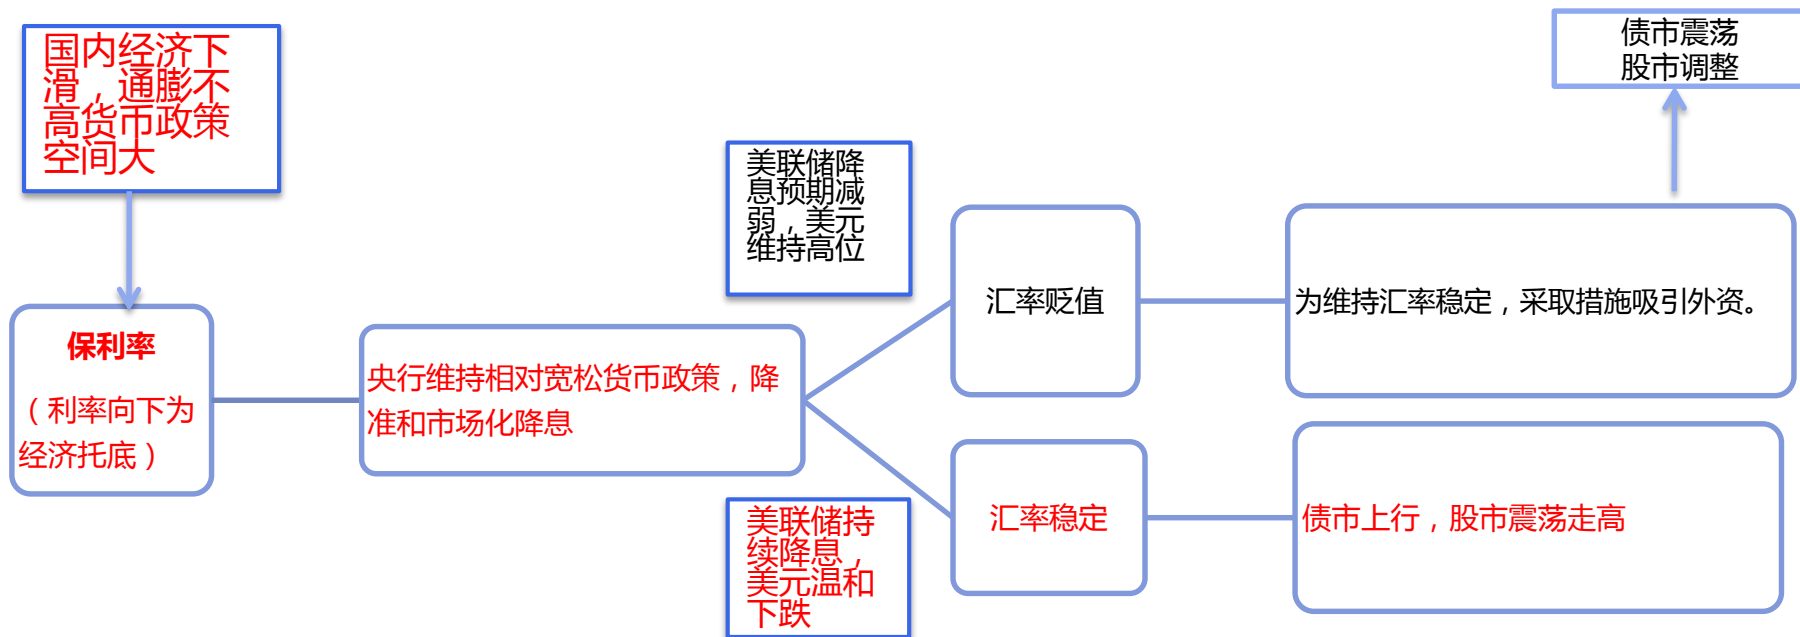 国内经济下
滑，通膨不
高货币政策
空间大
债市震荡
股市调整
美联储降
息预期减
弱，美元
维持高位
保利率
（利率向下为
经济托底）
央行维持相对宽松货币政策，降
准和市场化降息
汇率贬值
为维持汇率稳定，采取措施吸引外资。
美联储持
续降息，
美元温和
下跌
汇率稳定
债市上行，股市震荡走高